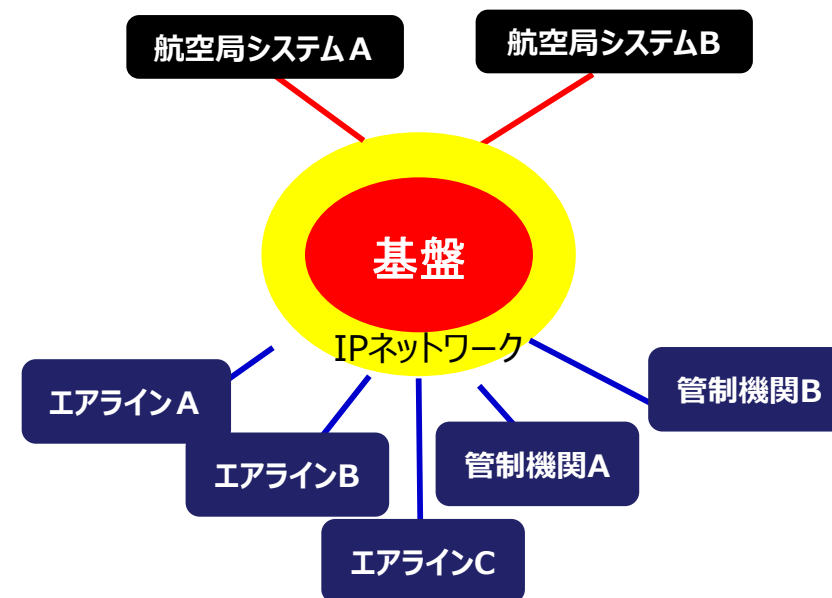 航空局システムA
航空局システムB
基盤
IPネットワーク
エアラインA
管制機関B
エアラインB
管制機関A
エアラインC